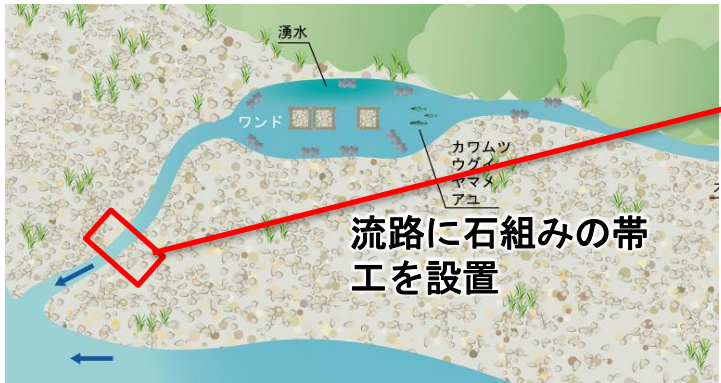 湧水
ワンド
カワムツ
ウグイ
ヤマメ
アユ
流路に石組みの帯
工を設置